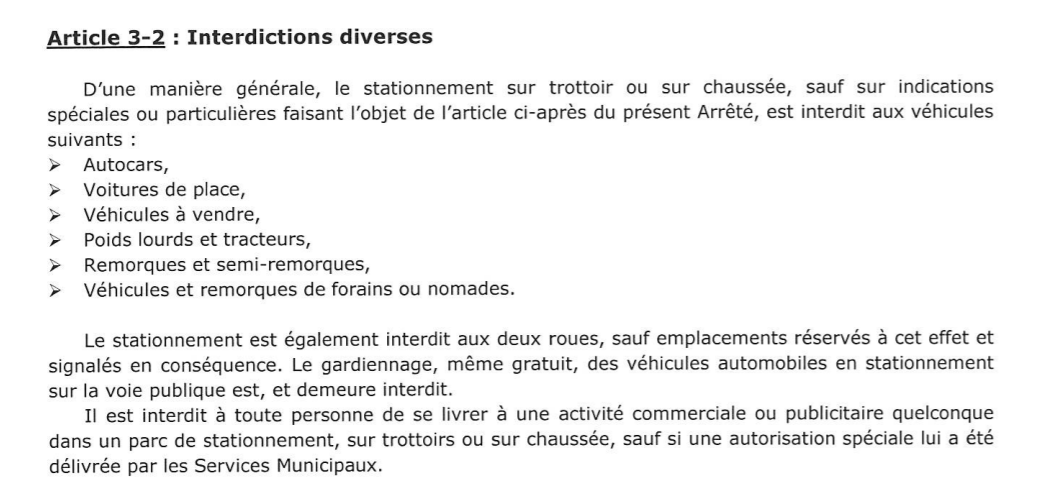 Article 3-2 : Interdictions diverses
D'une manière générale, le stationnement sur trottoir ou sur chaussée, sauf sur indications
spéciales ou particulières faisant l'objet de l'article ci-après du présent Arrêté, est interdit aux véhicules
suivants :
➢ Autocars,
➢ Voitures de place,
➢ Véhicules à vendre,
➢ Poids lourds et tracteurs,
➢ Remorques et semi-remorques,
➢ Véhicules et remorques de forains ou nomades.
Le stationnement est également interdit aux deux roues, sauf emplacements réservés à cet effet et
signalés en conséquence. Le gardiennage, même gratuit, des véhicules automobiles en stationnement
sur la voie publique est, et demeure interdit.
Il est interdit à toute personne de se livrer à une activité commerciale ou publicitaire quelconque
dans un parc de stationnement, sur trottoirs ou sur chaussée, sauf si une autorisation spéciale lui a été
délivrée par les Services Municipaux.